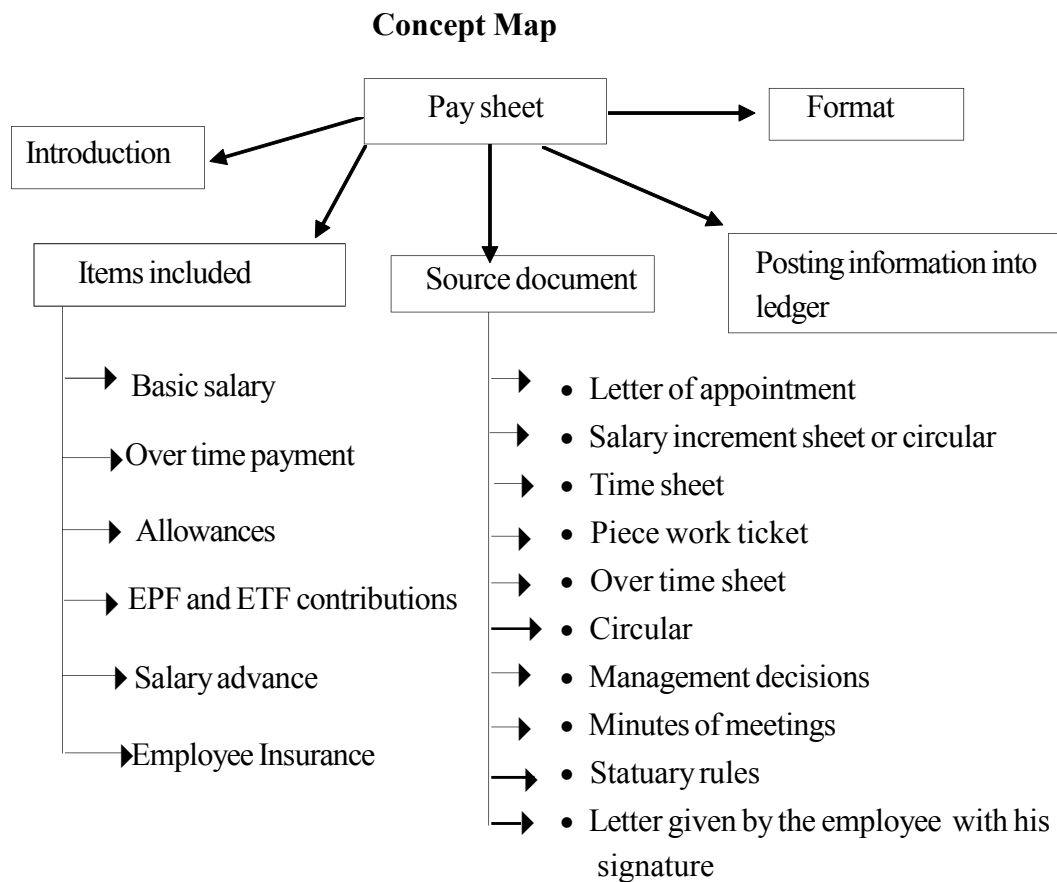 Concept Map
Pay sheet
Format
Introduction
Items included
Source document
Posting information into
ledger
Basic salary
Over time payment
Allowances
EPF and ETF contributions
Salary advance
Employee Insurance
• Letter of appointment
• Salary increment sheet or circular
• Time sheet
• Piece work ticket
• Over time sheet
• Circular
• Management decisions
• Minutes of meetings
• Statuary rules
• Letter given by the employee with his
signature